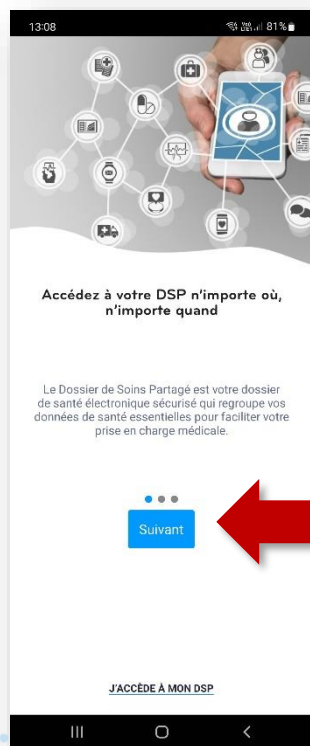 13:08
81%
Accédez à votre DSP n'importe où,
n'importe quand
Le Dossier de Soins Partagé est votre dossier
de santé électronique sécurisé qui regroupe vos
données de santé essentielles pour faciliter votre
prise en charge médicale.
Suivant
J'ACCÈDE À MON DSP